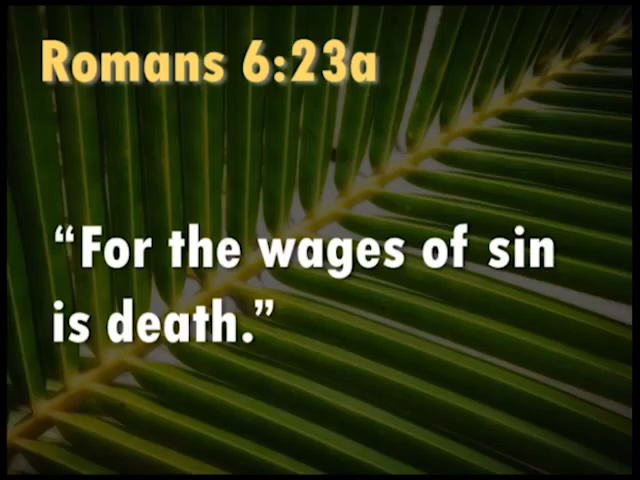 Romans 6:23a
“For the wages of sin
is death.”